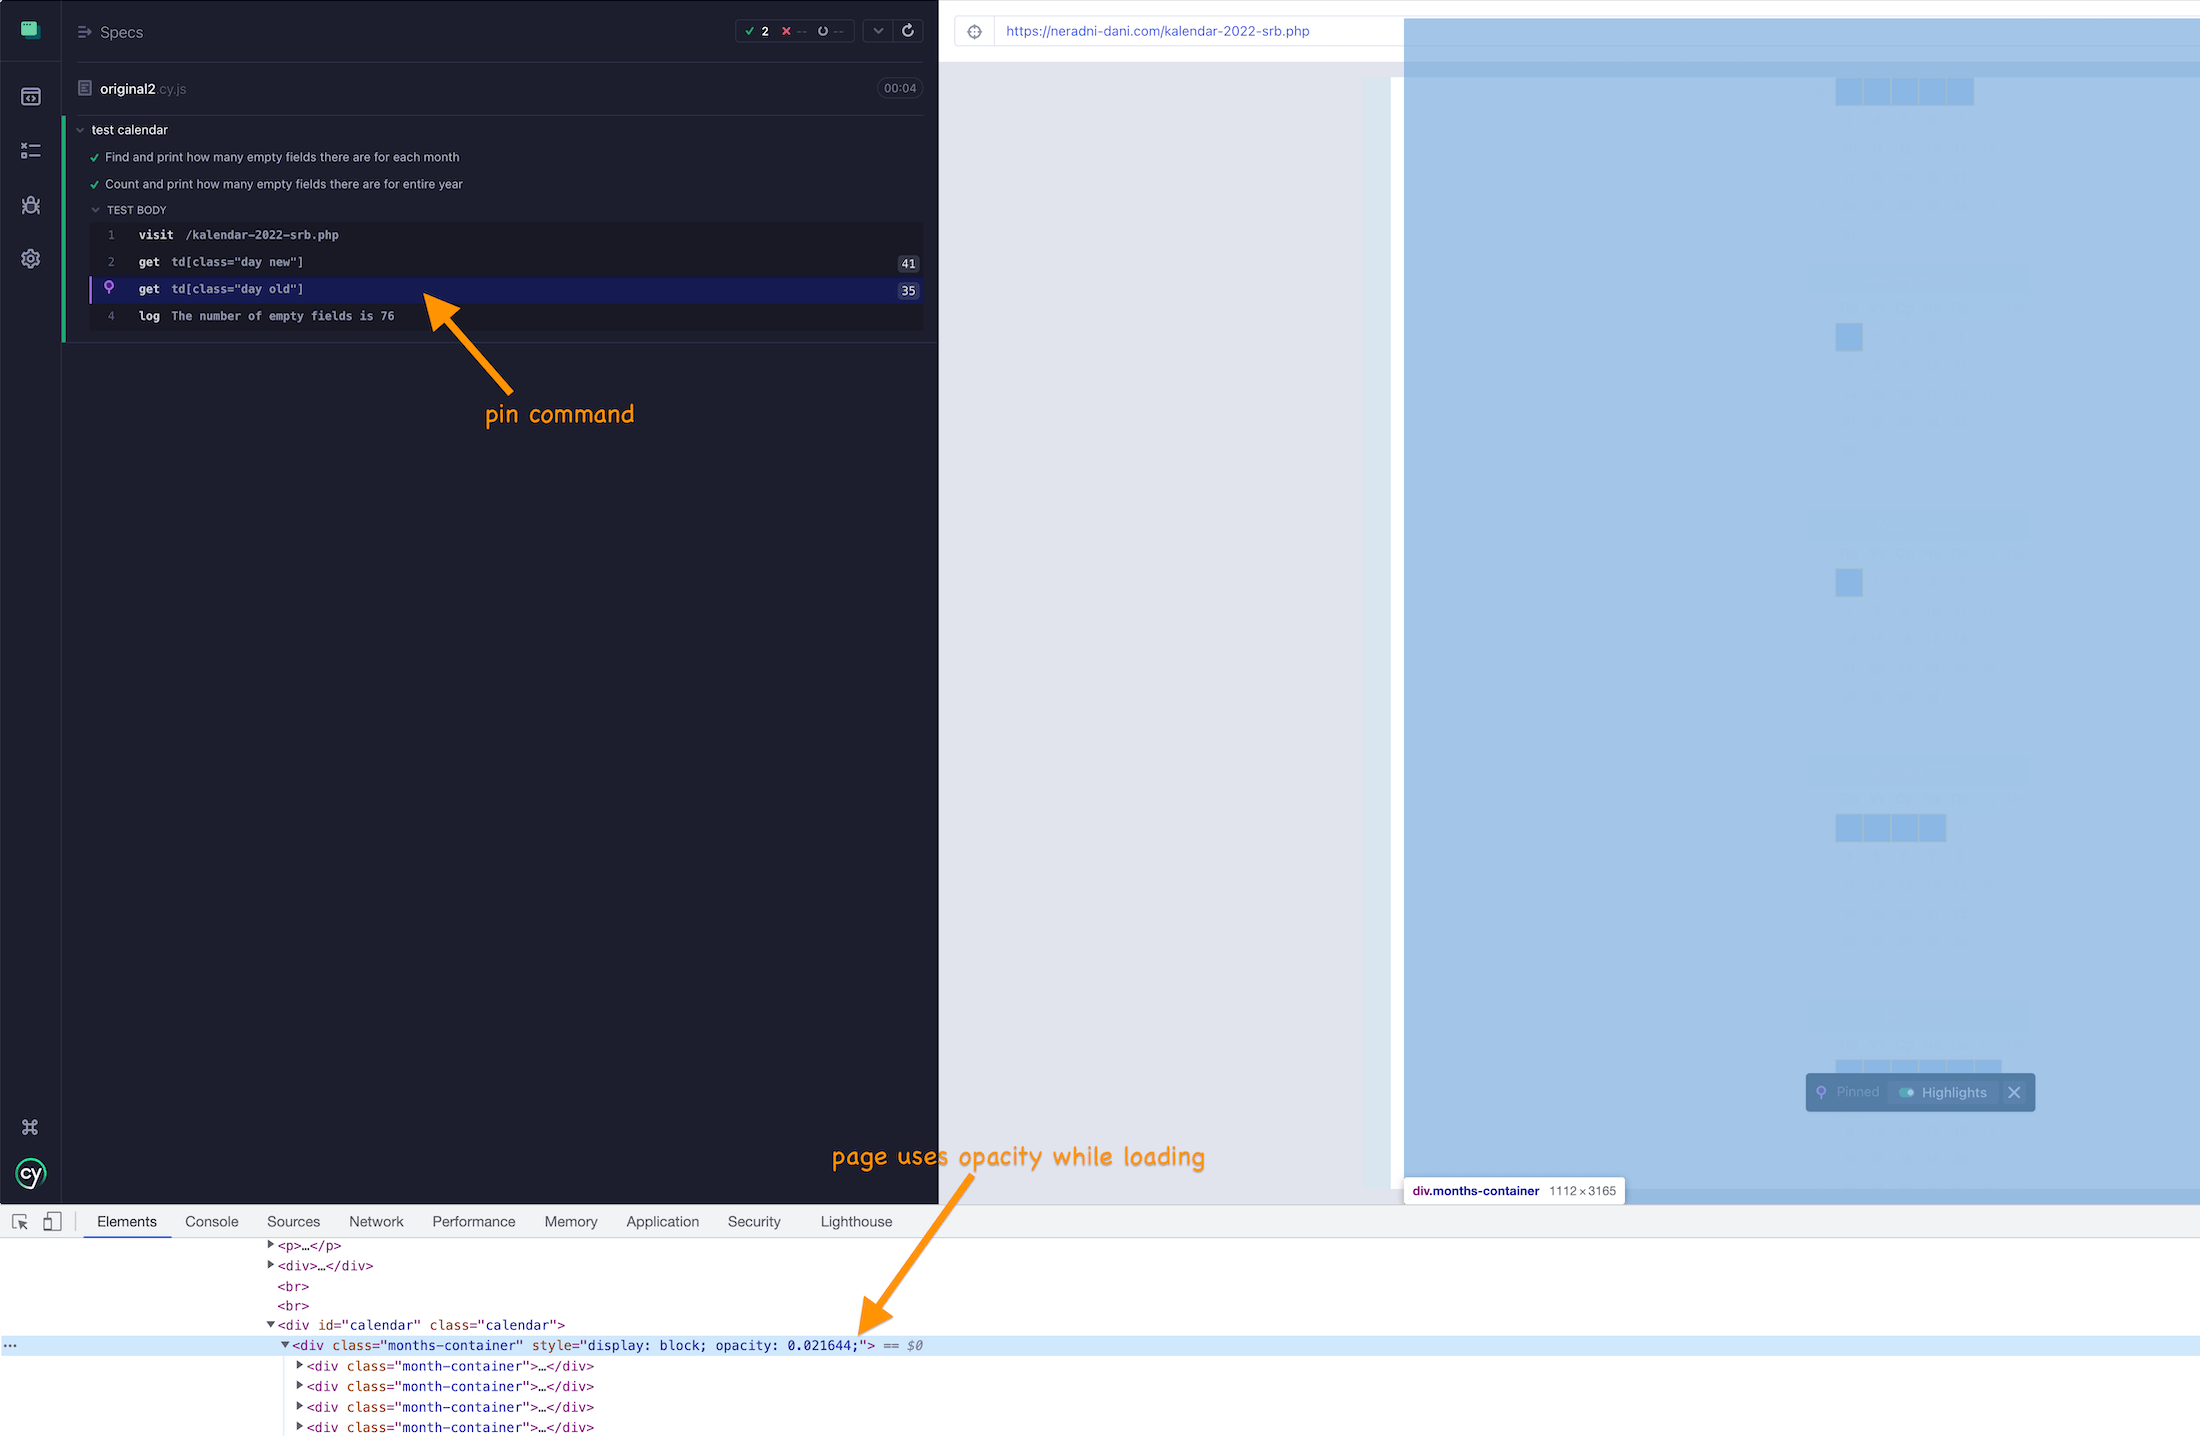 Specs
2
--
--
https://neradni-dani.com/kalendar-2022-srb.php
original2.cy.js
00:04
test calendar
Find and print how many empty fields there are for each month
Count and print how many empty fields there are for entire year
TEST BODY
1 visit /kalendar-2022-srb.php
2 get td[class="day new"] 41
get td[class="day old"] 35
4 log The number of empty fields is 76
pin command
Pinned Highlights
cy
page uses opacity while loading
div.months-container 1112×3165
Elements Console Sources Network Performance Memory Application Security Lighthouse
<p>…</p>
<div>…</div>
<br>
<br>
<div id="calendar" class="calendar">
… <div class="months-container" style="display: block; opacity: 0.021644;"> == $0
<div class="month-container">…</div>
<div class="month-container">…</div>
<div class="month-container">…</div>
<div class="month-container">…</div>